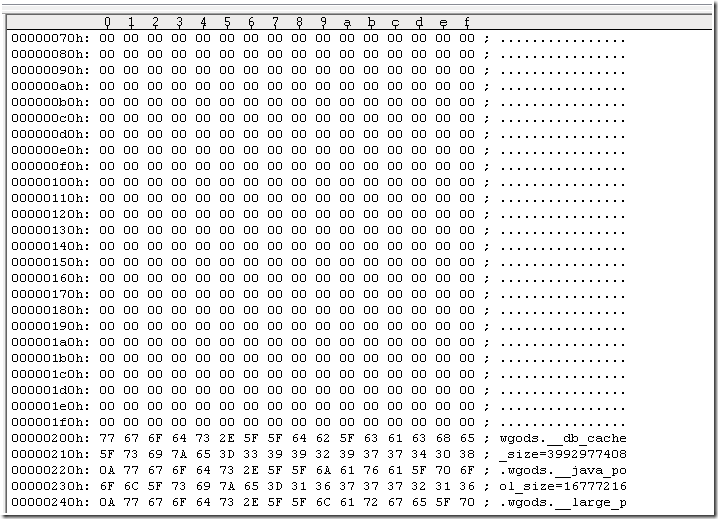 0 1 2 3 4 5 6 7 8 9 a b c d e f
00000070h: 00 00 00 00 00 00 00 00 00 00 00 00 00 00 00 00 ; ................
00000080h: 00 00 00 00 00 00 00 00 00 00 00 00 00 00 00 00 ; ................
00000090h: 00 00 00 00 00 00 00 00 00 00 00 00 00 00 00 00 ; ................
000000a0h: 00 00 00 00 00 00 00 00 00 00 00 00 00 00 00 00 ; ................
000000b0h: 00 00 00 00 00 00 00 00 00 00 00 00 00 00 00 00 ; ................
000000c0h: 00 00 00 00 00 00 00 00 00 00 00 00 00 00 00 00 ; ................
000000d0h: 00 00 00 00 00 00 00 00 00 00 00 00 00 00 00 00 ; ................
000000e0h: 00 00 00 00 00 00 00 00 00 00 00 00 00 00 00 00 ; ................
000000f0h: 00 00 00 00 00 00 00 00 00 00 00 00 00 00 00 00 ; ................
00000100h: 00 00 00 00 00 00 00 00 00 00 00 00 00 00 00 00 ; ................
00000110h: 00 00 00 00 00 00 00 00 00 00 00 00 00 00 00 00 ; ................
00000120h: 00 00 00 00 00 00 00 00 00 00 00 00 00 00 00 00 ; ................
00000130h: 00 00 00 00 00 00 00 00 00 00 00 00 00 00 00 00 ; ................
00000140h: 00 00 00 00 00 00 00 00 00 00 00 00 00 00 00 00 ; ................
00000150h: 00 00 00 00 00 00 00 00 00 00 00 00 00 00 00 00 ; ................
00000160h: 00 00 00 00 00 00 00 00 00 00 00 00 00 00 00 00 ; ................
00000170h: 00 00 00 00 00 00 00 00 00 00 00 00 00 00 00 00 ; ................
00000180h: 00 00 00 00 00 00 00 00 00 00 00 00 00 00 00 00 ; ................
00000190h: 00 00 00 00 00 00 00 00 00 00 00 00 00 00 00 00 ; ................
000001a0h: 00 00 00 00 00 00 00 00 00 00 00 00 00 00 00 00 ; ................
000001b0h: 00 00 00 00 00 00 00 00 00 00 00 00 00 00 00 00 ; ................
000001c0h: 00 00 00 00 00 00 00 00 00 00 00 00 00 00 00 00 ; ................
000001d0h: 00 00 00 00 00 00 00 00 00 00 00 00 00 00 00 00 ; ................
000001e0h: 00 00 00 00 00 00 00 00 00 00 00 00 00 00 00 00 ; ................
000001f0h: 00 00 00 00 00 00 00 00 00 00 00 00 00 00 00 00 ; ................
00000200h: 77 67 6F 64 73 2E 5F 5F 64 62 5F 63 61 63 68 65 ; wgods.__db_cache
00000210h: 5F 73 69 7A 65 3D 33 39 39 32 39 37 37 34 30 38 ; _size=3992977408
00000220h: 0A 77 67 6F 64 73 2E 5F 5F 6A 61 76 61 5F 70 6F ; .wgods.__java_po
00000230h: 6F 6C 5F 73 69 7A 65 3D 31 36 37 37 37 32 31 36 ; ol_size=16777216
00000240h: 0A 77 67 6F 64 73 2E 5F 5F 6C 61 72 67 65 5F 70 ; .wgods.__large_p